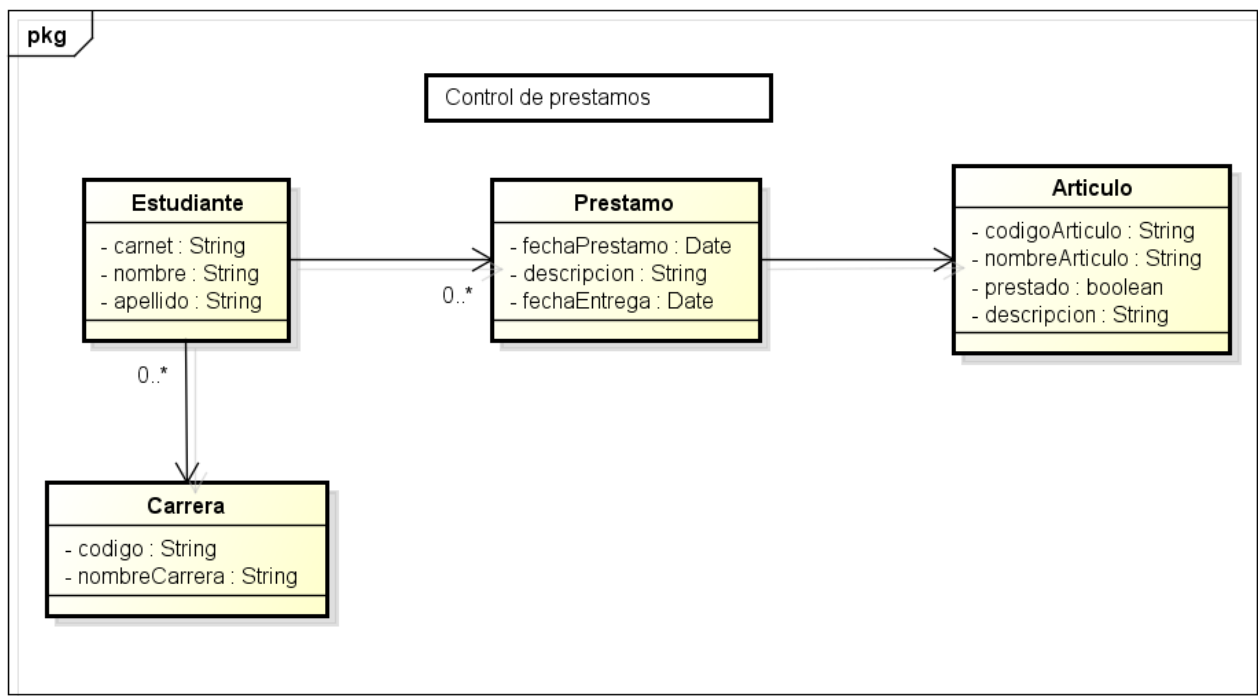 pkg
Control de prestamos
Estudiante
- carnet : String
- nombre : String
- apellido : String
0..*
Prestamo
- fechaPrestamo : Date
- descripcion : String
- fechaEntrega : Date
0..*
Articulo
- codigoArticulo : String
- nombreArticulo : String
- prestado : boolean
- descripcion : String
Carrera
- codigo : String
- nombreCarrera : String